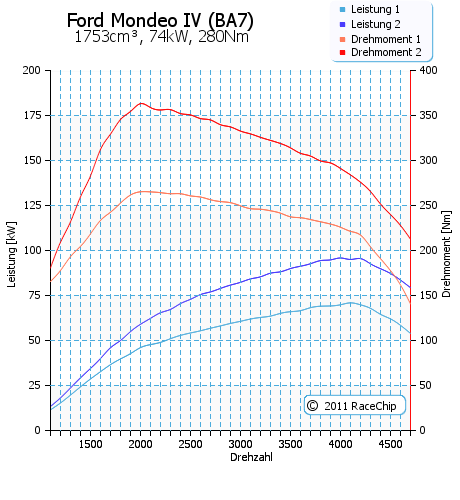 Ford Mondeo IV (BA7)
1753cm³, 74kW, 280Nm
Leistung 1
Leistung 2
Drehmoment 1
Drehmoment 2
200
175
150
125
100
75
50
25
0
Leistung [kW]
400
350
300
250
200
150
100
50
0
Drehmoment [Nm]
© 2011 RaceChip
1500 2000 2500 3000 3500 4000 4500
Drehzahl